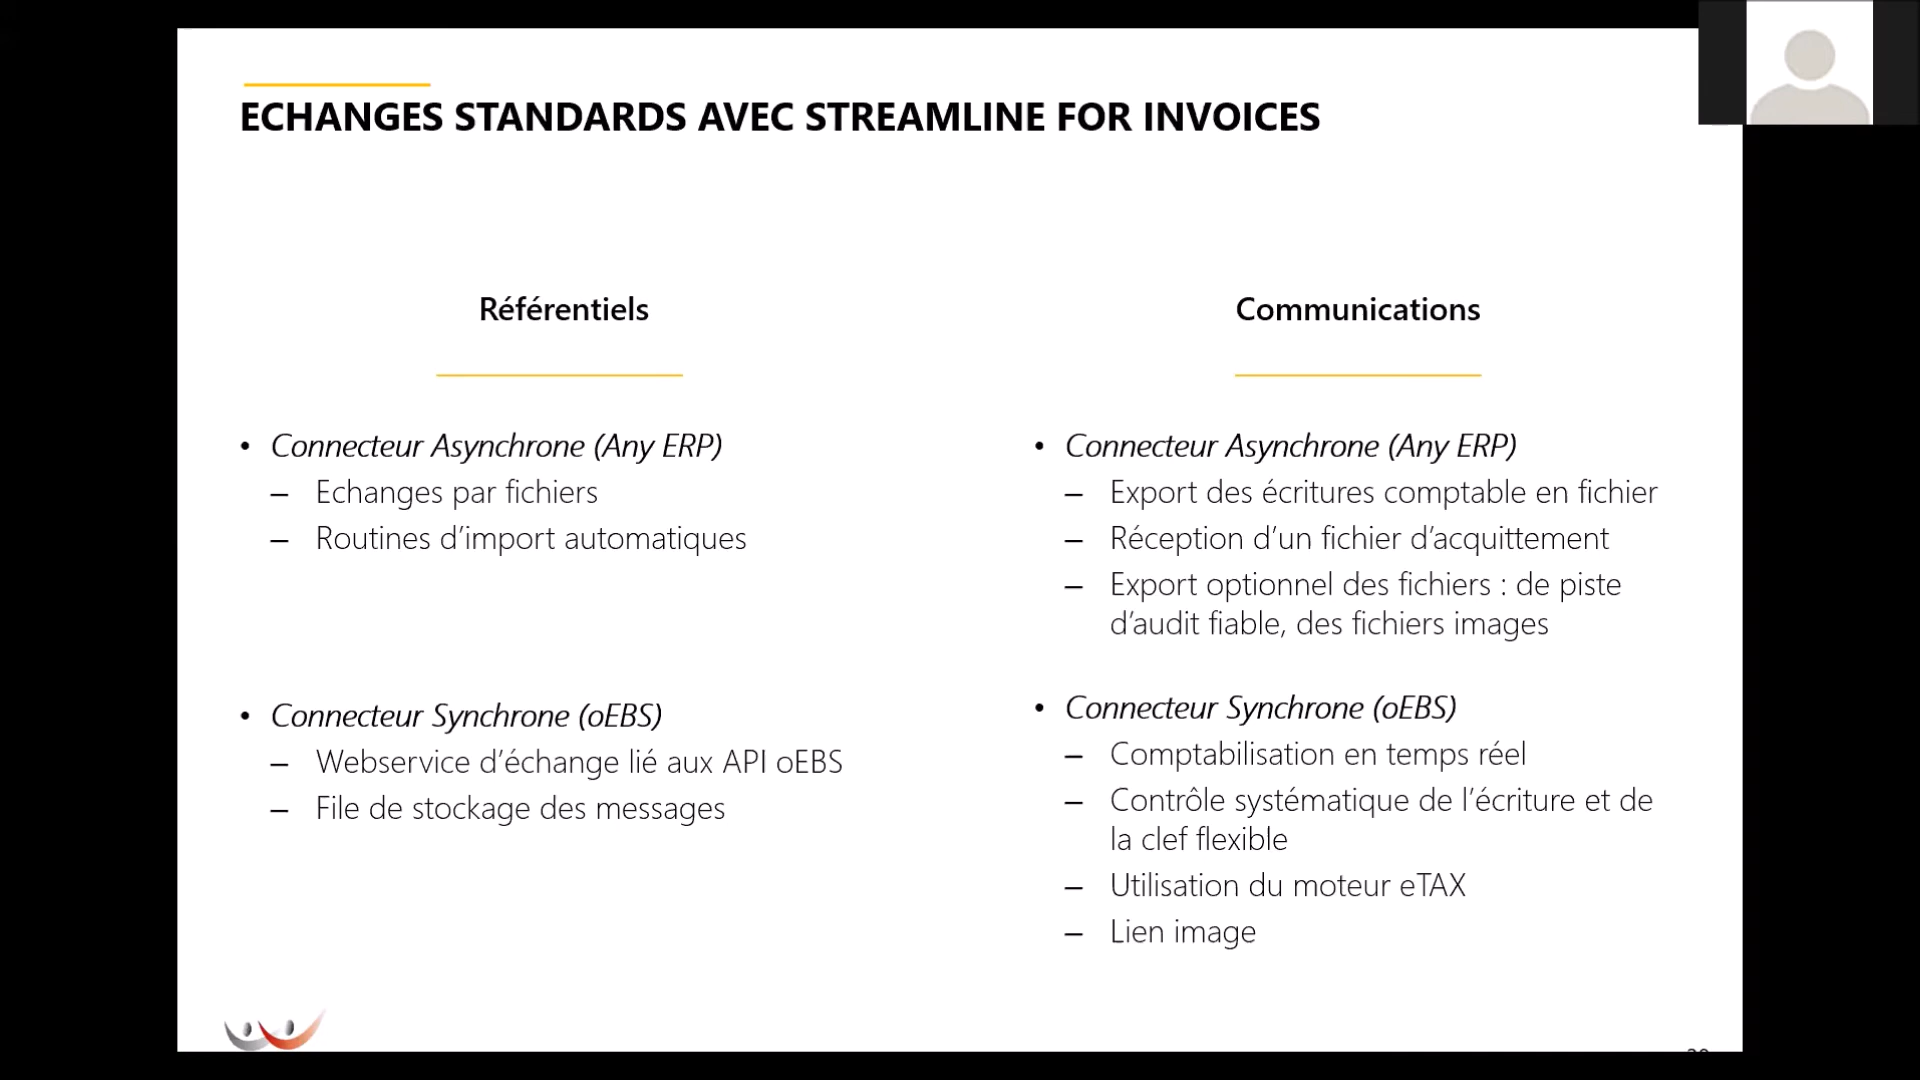 ECHANGES STANDARDS AVEC STREAMLINE FOR INVOICES
Référentiels
• Connecteur Asynchrone (Any ERP)
– Echanges par fichiers
– Routines d’import automatiques
• Connecteur Synchrone (oEBS)
– Webservice d’échange lié aux API oEBS
– File de stockage des messages
Communications
• Connecteur Asynchrone (Any ERP)
– Export des écritures comptable en fichier
– Réception d’un fichier d’acquittement
– Export optionnel des fichiers : de piste
d’audit fiable, des fichiers images
• Connecteur Synchrone (oEBS)
– Comptabilisation en temps réel
– Contrôle systématique de l’écriture et de
la clef flexible
– Utilisation du moteur eTAX
– Lien image